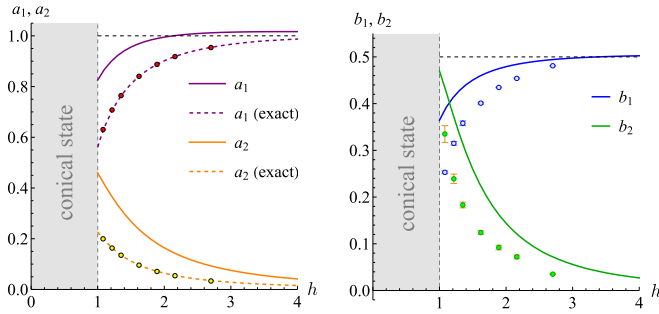 a₁, a₂
1.0
0.8
0.6
0.4
0.2
0.0
conical state
a₁
a₁ (exact)
a₂
a₂ (exact)
0 1 2 3 4 h
b₁, b₂
0.5
0.4
0.3
0.2
0.1
0.0
conical state
b₁
b₂
1 2 3 4 h